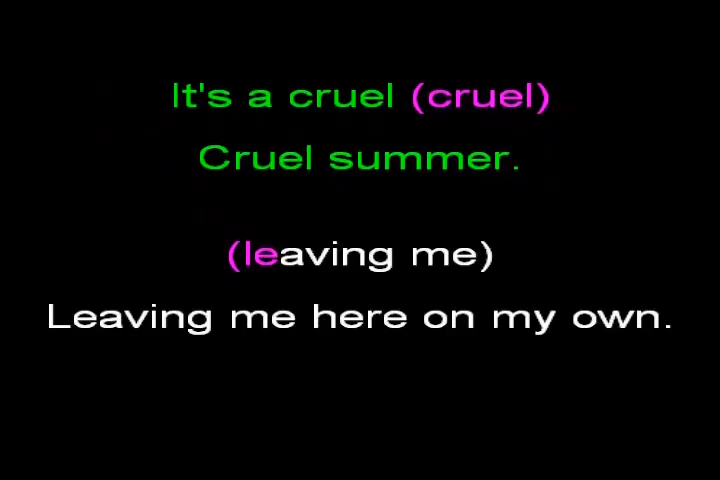 It's a cruel (cruel)
Cruel summer.
(leaving me)
Leaving me here on my own.